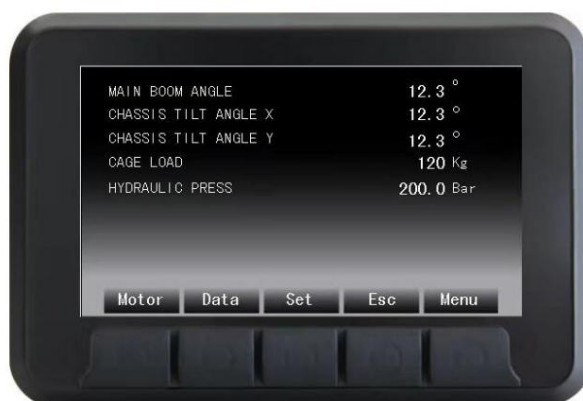 MAIN BOOM ANGLE 12.3 °
CHASSIS TILT ANGLE X 12.3 °
CHASSIS TILT ANGLE Y 12.3 °
CAGE LOAD 120 Kg
HYDRAULIC PRESS 200.0 Bar
Motor Data Set Esc Menu